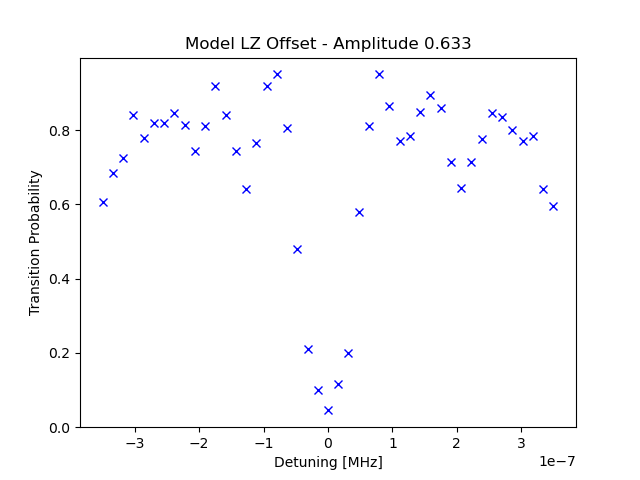 Model LZ Offset - Amplitude 0.633
Transition Probability
0.8
0.6
0.4
0.2
0.0
−3 −2 −1 0 1 2 3
1e−7
Detuning [MHz]